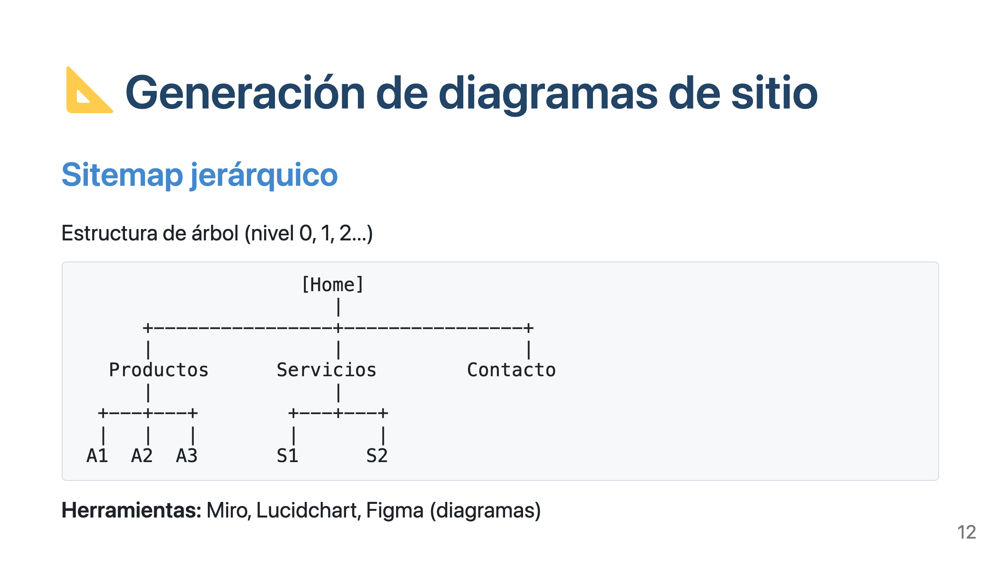 📐 Generación de diagramas de sitio
Sitemap jerárquico
Estructura de árbol (nivel 0, 1, 2...)
                     [Home]
                        |
       +----------------+----------------+
       |                |                |
    Productos      Servicios        Contacto
       |                |
   +---+---+        +---+---+
   |   |   |        |       |
  A1  A2  A3       S1      S2
Herramientas: Miro, Lucidchart, Figma (diagramas)
12